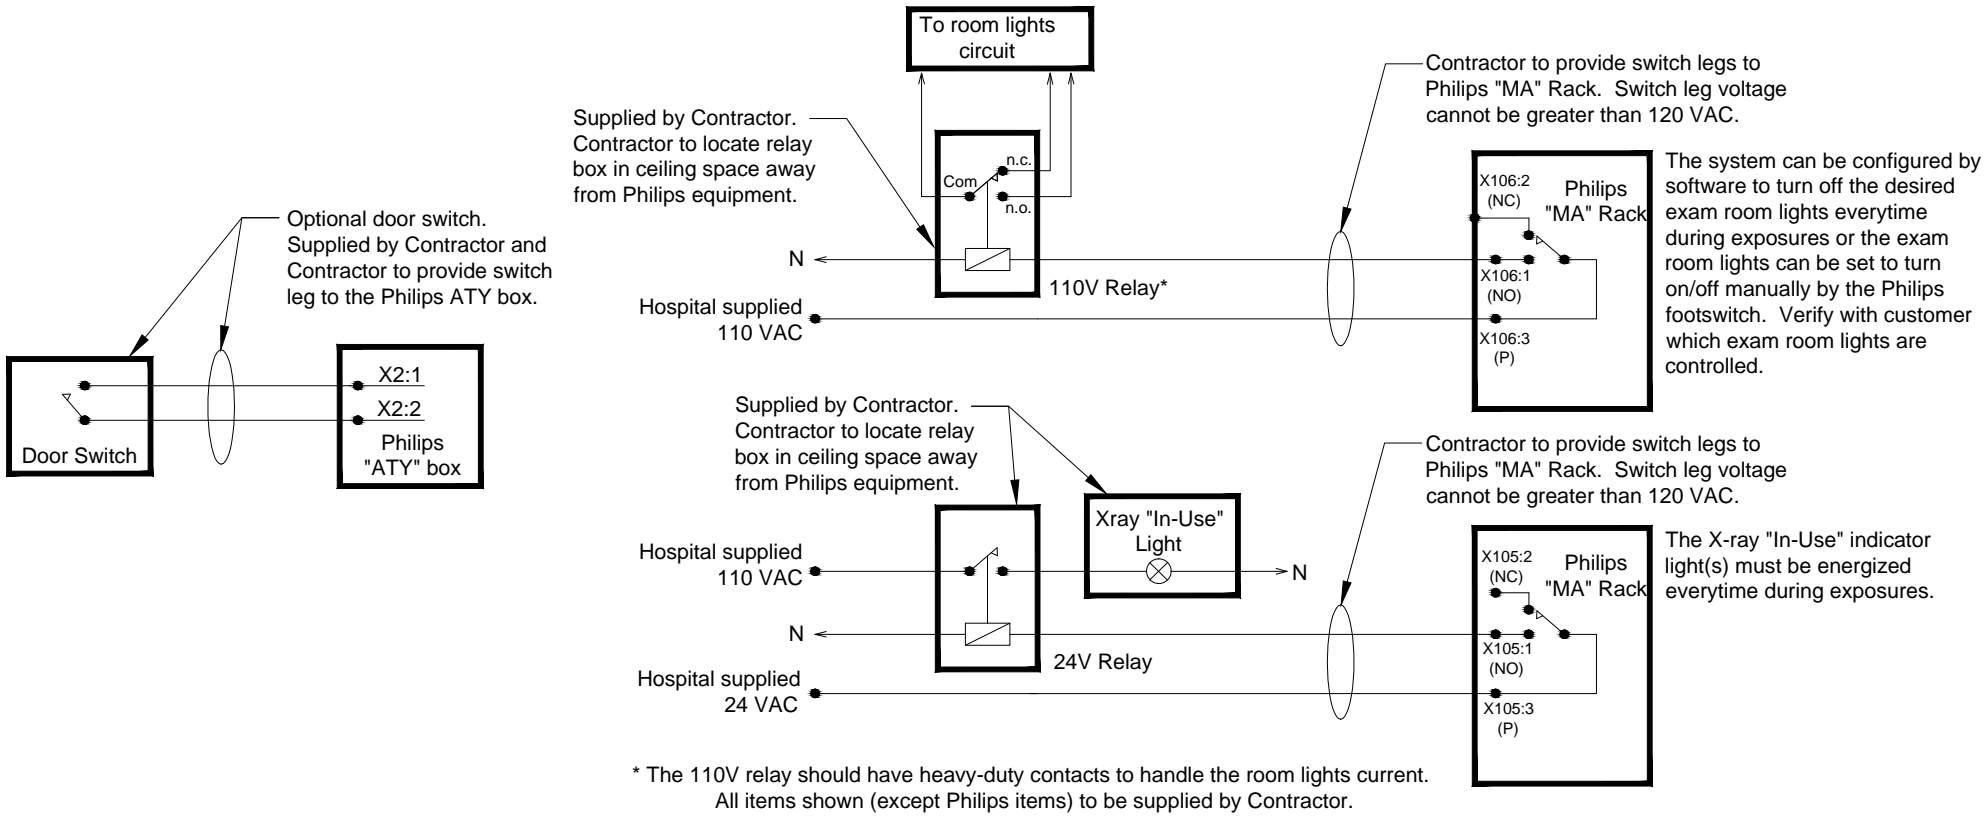 To room lights
circuit
Contractor to provide switch legs to
Philips "MA" Rack.  Switch leg voltage
cannot be greater than 120 VAC.
Supplied by Contractor.
Contractor to locate relay
box in ceiling space away
from Philips equipment.
n.c.
Com
n.o.
N
110V Relay*
Hospital supplied
110 VAC
X106:2
(NC)
Philips
"MA" Rack
X106:1
(NO)
X106:3
(P)
The system can be configured by
software to turn off the desired
exam room lights everytime
during exposures or the exam
room lights can be set to turn
on/off manually by the Philips
footswitch.  Verify with customer
which exam room lights are
controlled.
Optional door switch.
Supplied by Contractor and
Contractor to provide switch
leg to the Philips ATY box.
Door Switch
X2:1
X2:2
Philips
"ATY" box
Supplied by Contractor.
Contractor to locate relay
box in ceiling space away
from Philips equipment.
Xray "In-Use"
Light
Hospital supplied
110 VAC
N
N
24V Relay
Hospital supplied
24 VAC
Contractor to provide switch legs to
Philips "MA" Rack.  Switch leg voltage
cannot be greater than 120 VAC.
X105:2
(NC)
Philips
"MA" Rack
X105:1
(NO)
X105:3
(P)
The X-ray "In-Use" indicator
light(s) must be energized
everytime during exposures.
* The 110V relay should have heavy-duty contacts to handle the room lights current.
All items shown (except Philips items) to be supplied by Contractor.